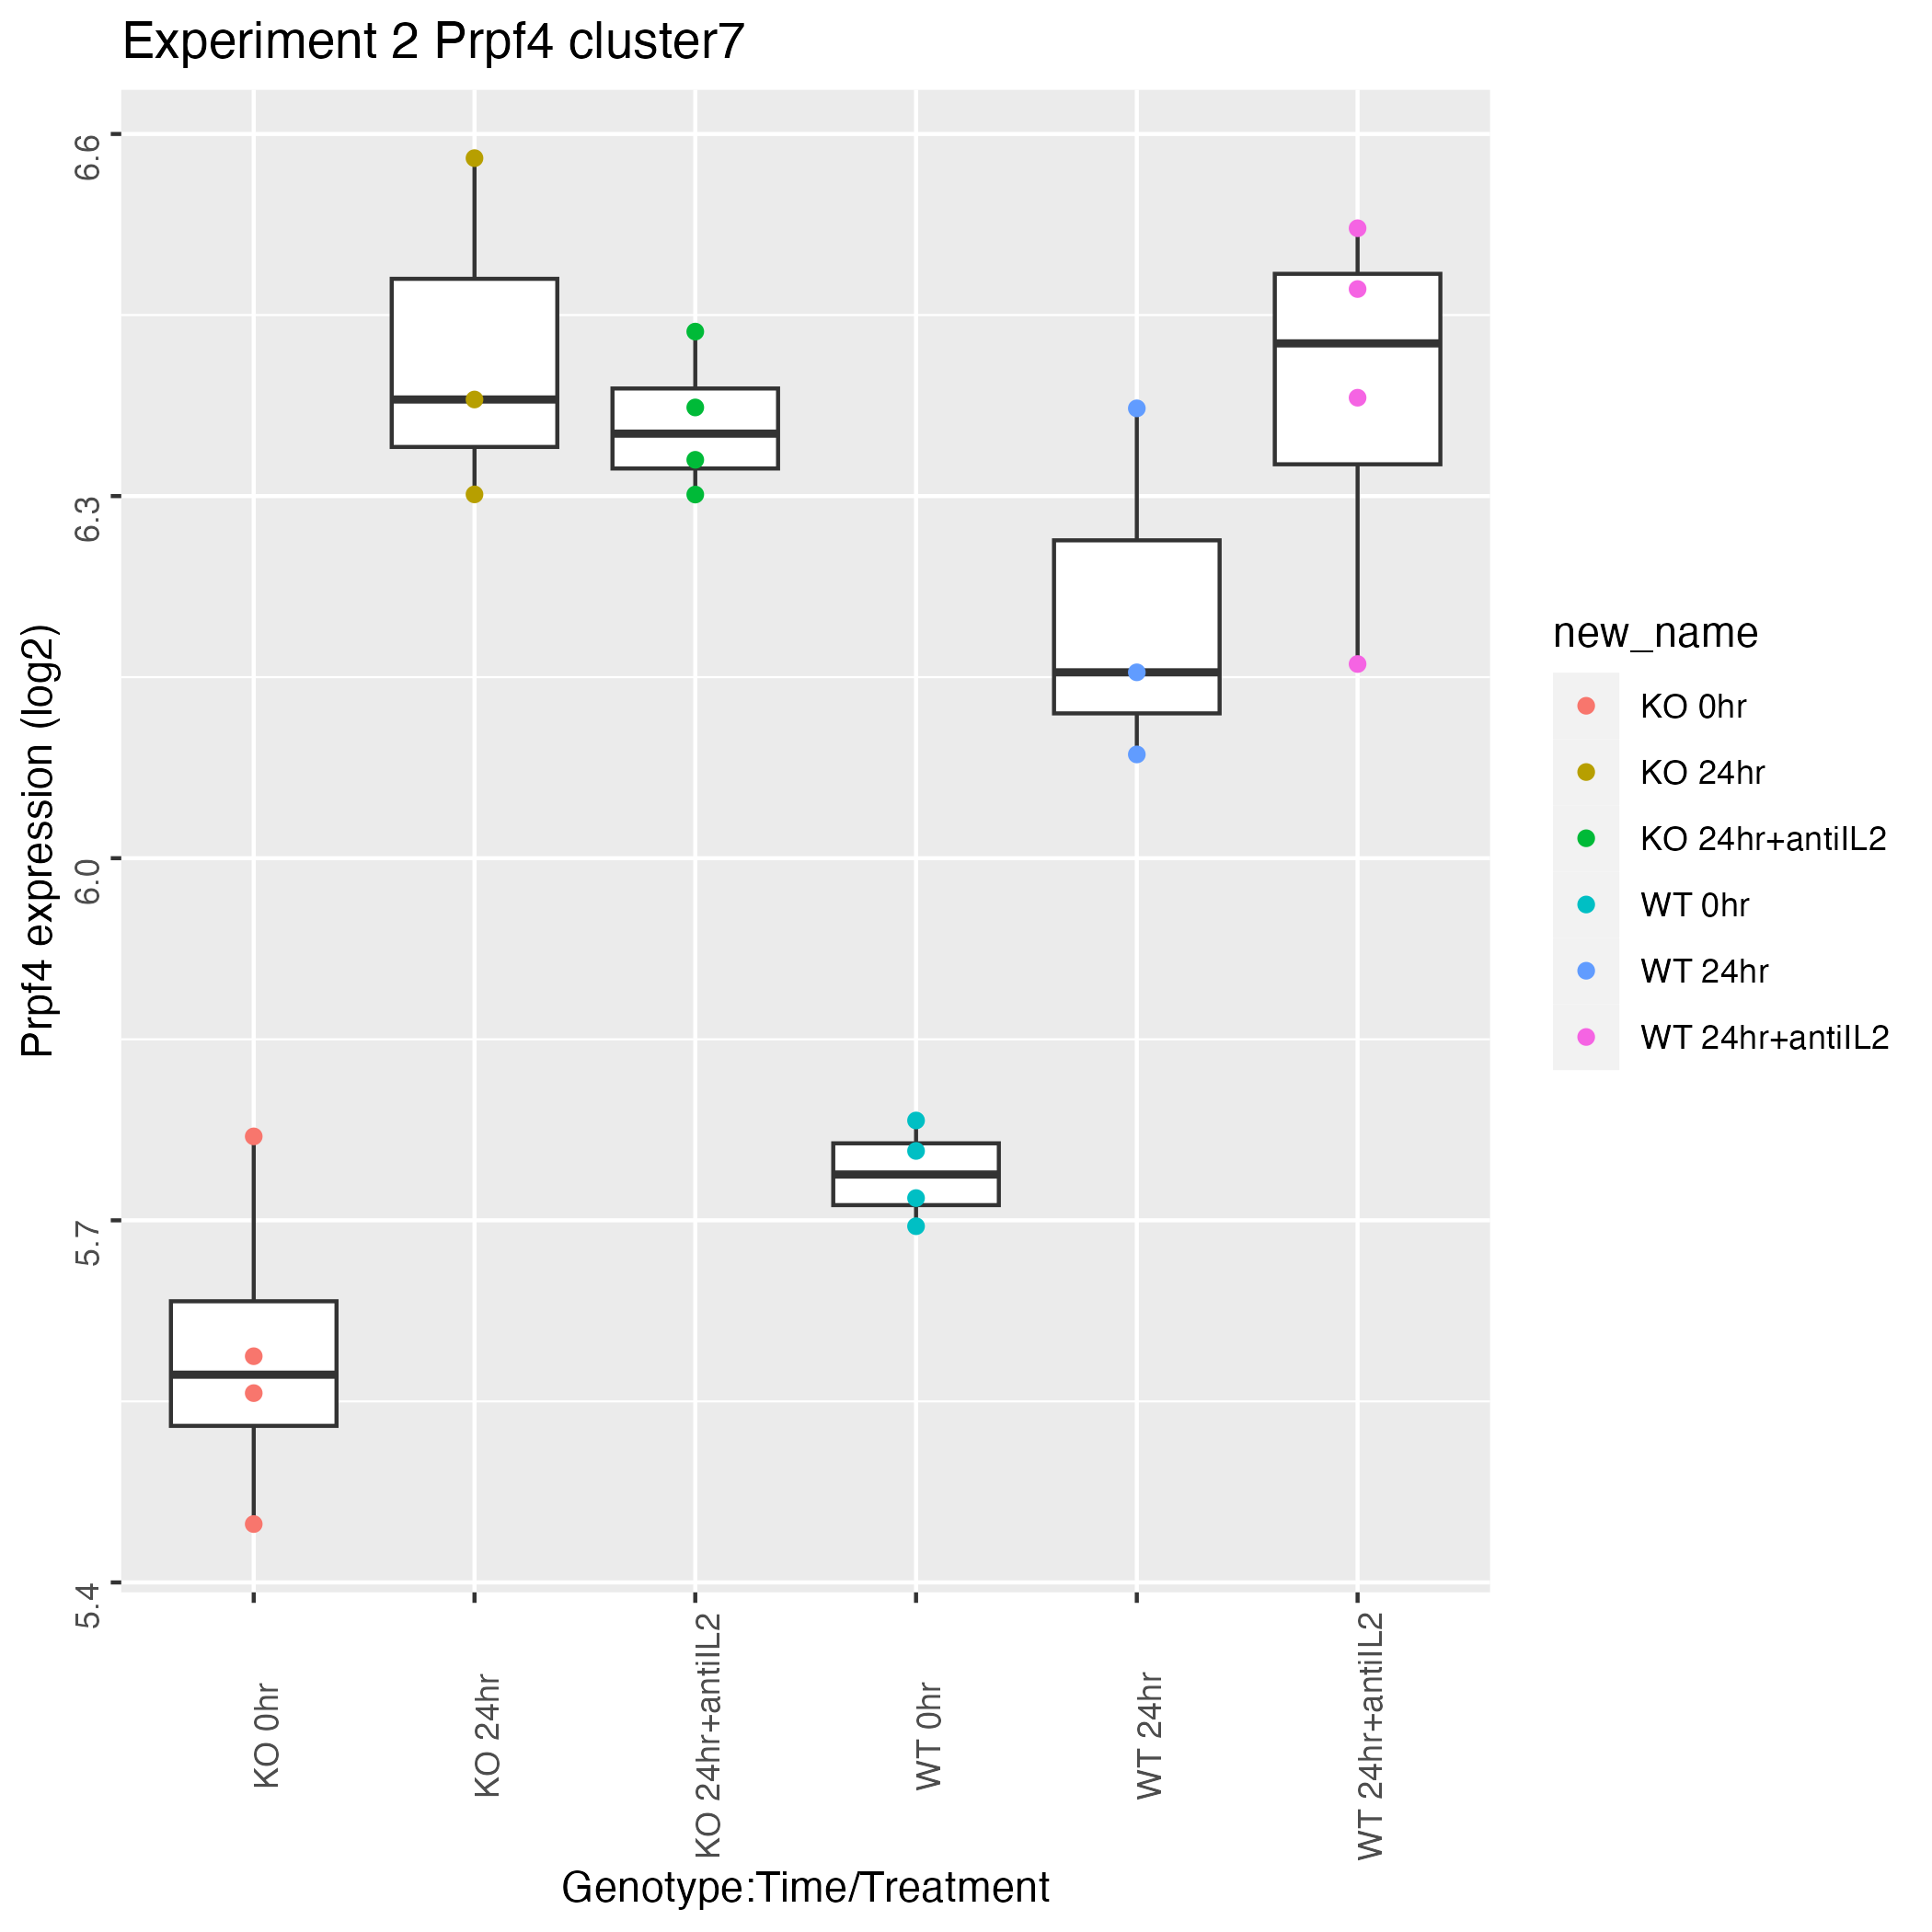 Experiment 2 Prpf4 cluster7
Prpf4 expression (log2)
6.6
6.3
6.0
5.7
5.4
KO 0hr
KO 24hr
KO 24hr+antiIL2
WT 0hr
WT 24hr
WT 24hr+antiIL2
Genotype:Time/Treatment
new_name
KO 0hr
KO 24hr
KO 24hr+antiIL2
WT 0hr
WT 24hr
WT 24hr+antiIL2